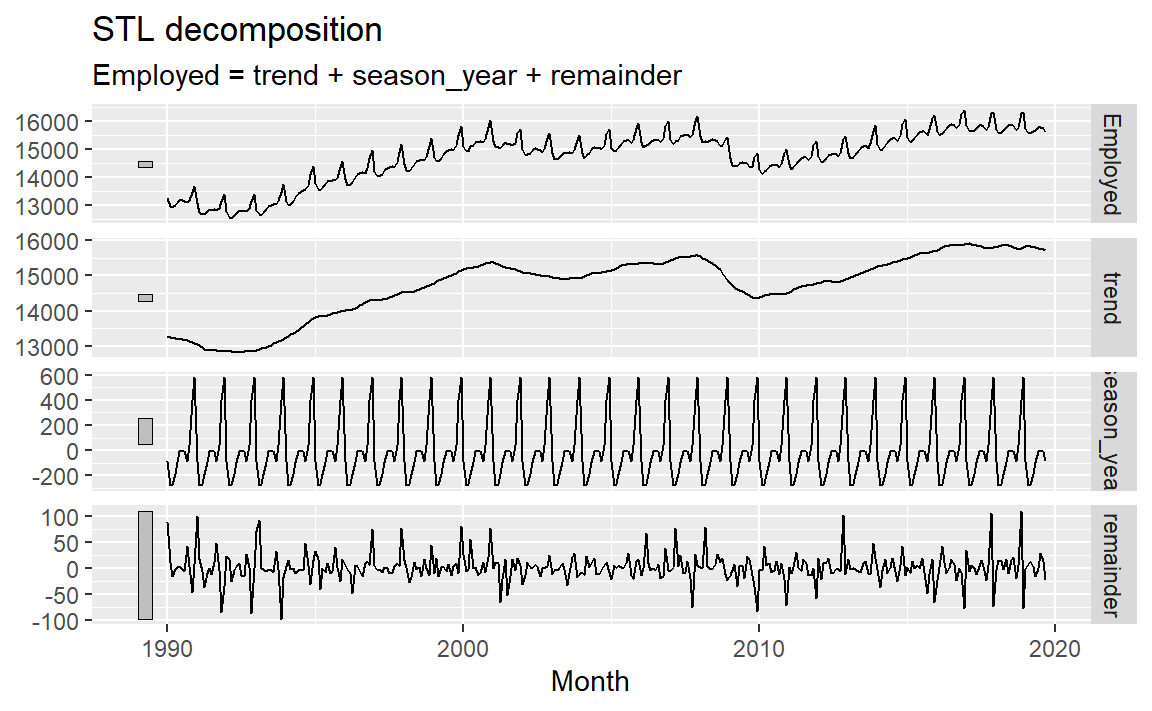 STL decomposition
Employed = trend + season_year + remainder
16000
15000
14000
13000
Employed
16000
15000
14000
13000
trend
600
400
200
0
-200
season_yea
100
50
0
-50
-100
remainder
1990 2000 2010 2020
Month